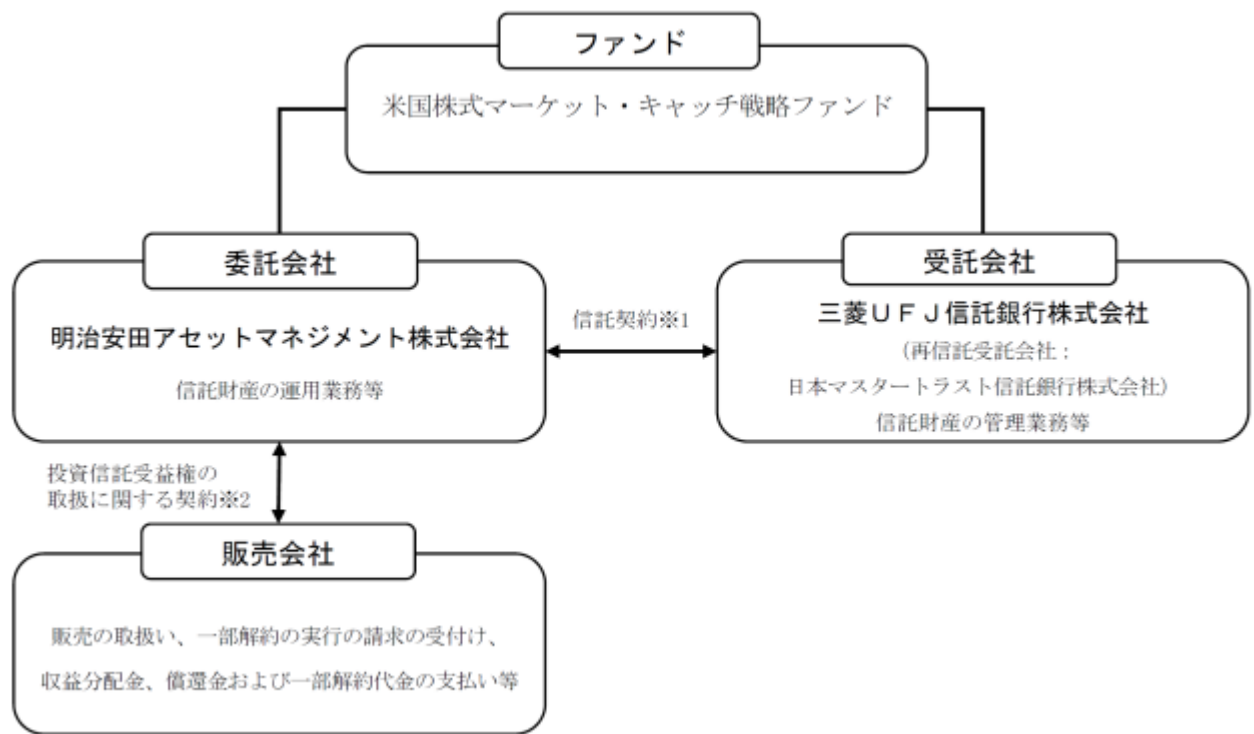 ファンド
米国株式マーケット・キャッチ戦略ファンド
委託会社
明治安田アセットマネジメント株式会社
信託財産の運用業務等
信託契約※1
受託会社
三菱UFJ信託銀行株式会社
(再信託受託会社:
日本マスタートラスト信託銀行株式会社)
信託財産の管理業務等
投資信託受益権の
取扱に関する契約※2
販売会社
販売の取扱い、一部解約の実行の請求の受付け、
収益分配金、償還金および一部解約代金の支払い等